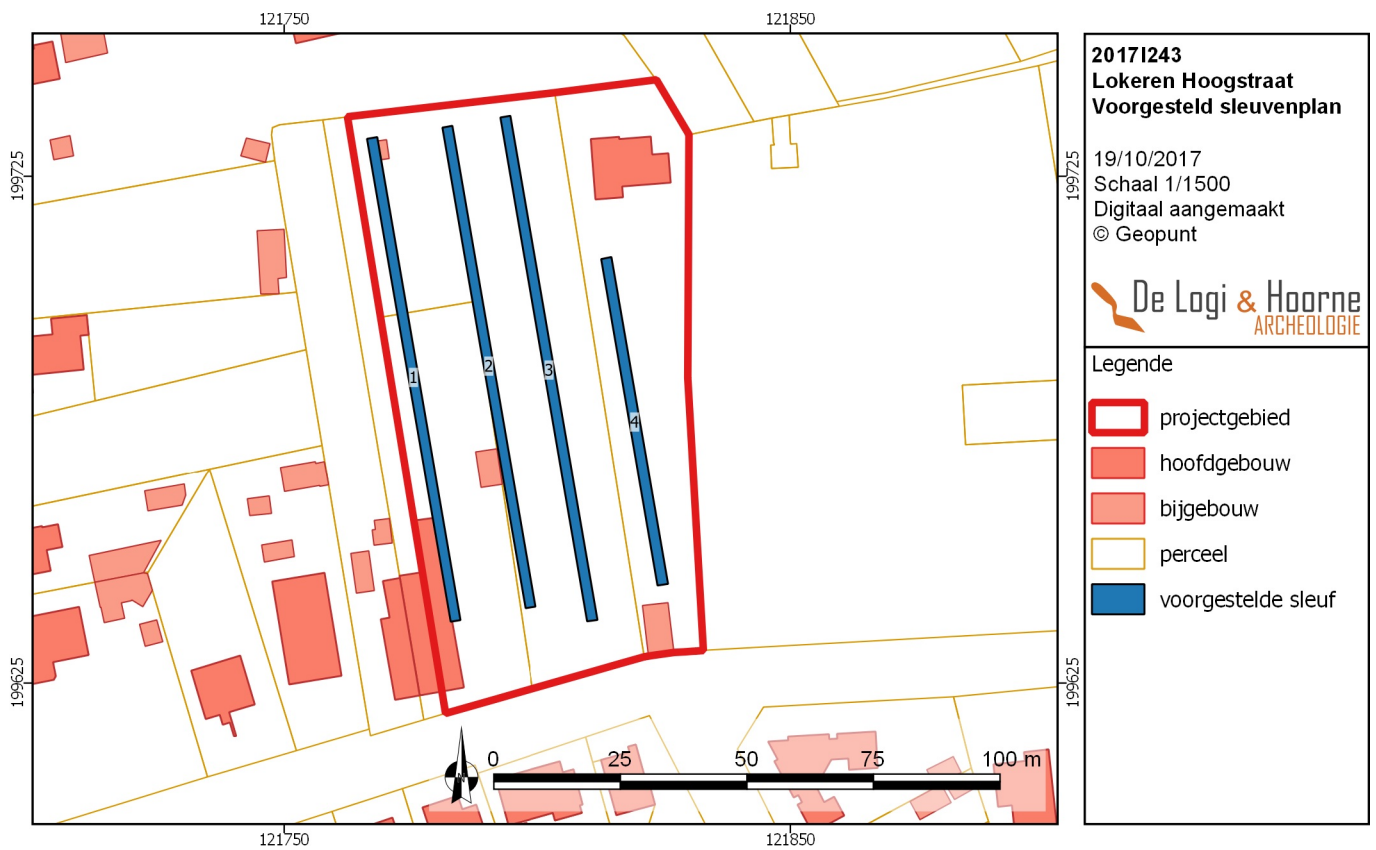 121750
121850
199725
199725
1
2
3
4
199625
199625
N
0 25 50 75 100 m
121750
121850
2017I243
Lokeren Hoogstraat
Voorgesteld sleuvenplan
19/10/2017
Schaal 1/1500
Digitaal aangemaakt
© Geopunt
De Logi & Hoorne
ARCHEOLOGIE
Legende
projectgebied
hoofdgebouw
bijgebouw
perceel
voorgestelde sleuf